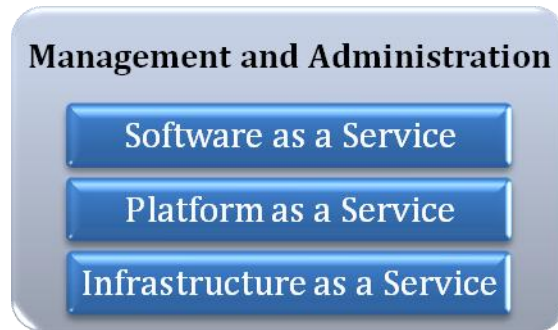 Management and Administration
Software as a Service
Platform as a Service
Infrastructure as a Service